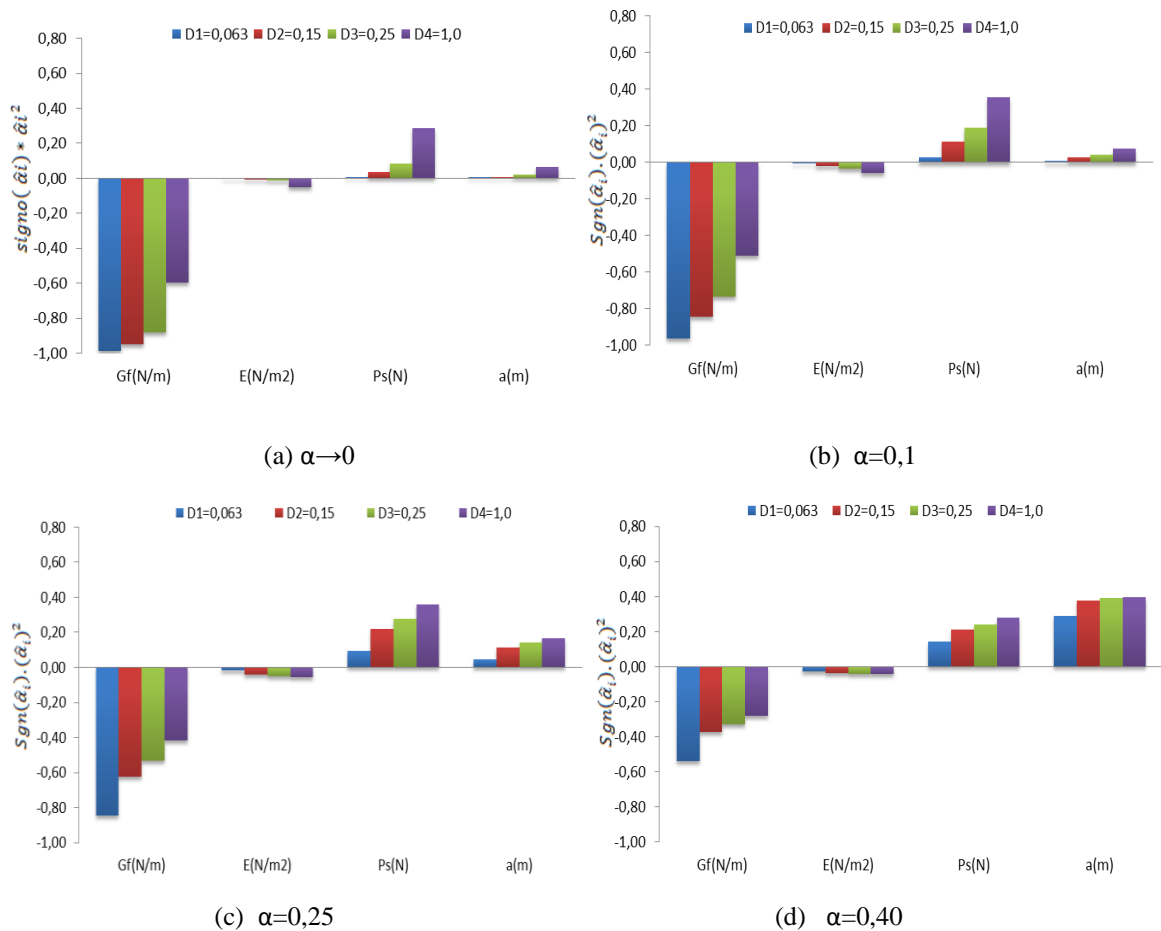 D1=0,063 D2=0,15 D3=0,25 D4=1,0
signo( âi) * âi²
0,80
0,60
0,40
0,20
0,00
-0,20
-0,40
-0,60
-0,80
-1,00
Gf(N/m) E(N/m2) Ps(N) a(m)
(a) α→0
D1=0,063 D2=0,15 D3=0,25 D4=1,0
Sgn(α̂ᵢ).(α̂ᵢ)²
0,80
0,60
0,40
0,20
0,00
-0,20
-0,40
-0,60
-0,80
-1,00
Gf(N/m) E(N/m2) Ps(N) a(m)
(b) α=0,1
D1=0,063 D2=0,15 D3=0,25 D4=1,0
Sgn(α̂ᵢ).(α̂ᵢ)²
0,80
0,60
0,40
0,20
0,00
-0,20
-0,40
-0,60
-0,80
-1,00
Gf(N/m) E(N/m2) Ps(N) a(m)
(c) α=0,25
D1=0,063 D2=0,15 D3=0,25 D4=1,0
Sgn(α̂ᵢ).(α̂ᵢ)²
0,80
0,60
0,40
0,20
0,00
-0,20
-0,40
-0,60
-0,80
-1,00
Gf(N/m) E(N/m2) Ps(N) a(m)
(d) α=0,40